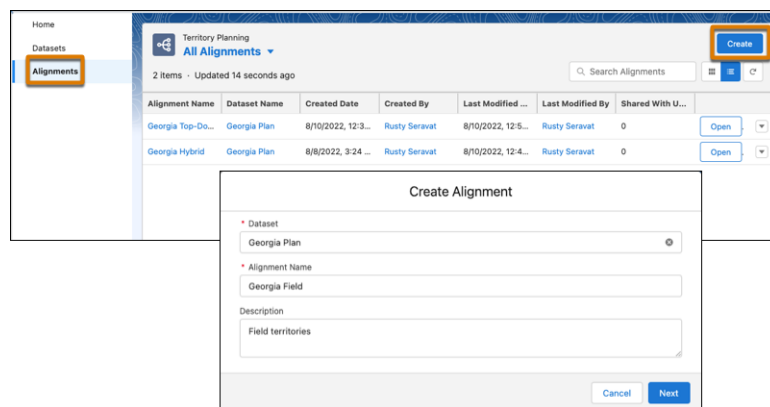 Home
Datasets
Alignments
Territory Planning
All Alignments
Create
2 items · Updated 14 seconds ago
Search Alignments
Alignment Name Dataset Name Created Date Created By Last Modified ... Last Modified By Shared With U...
Georgia Top-Do... Georgia Plan 8/10/2022, 12:3... Rusty Seravat 8/10/2022, 12:5... Rusty Seravat 0 Open
Georgia Hybrid Georgia Plan 8/8/2022, 3:24 ... Rusty Seravat 8/10/2022, 12:4... Rusty Seravat 0 Open
Create Alignment
* Dataset
Georgia Plan
* Alignment Name
Georgia Field
Description
Field territories
Cancel Next